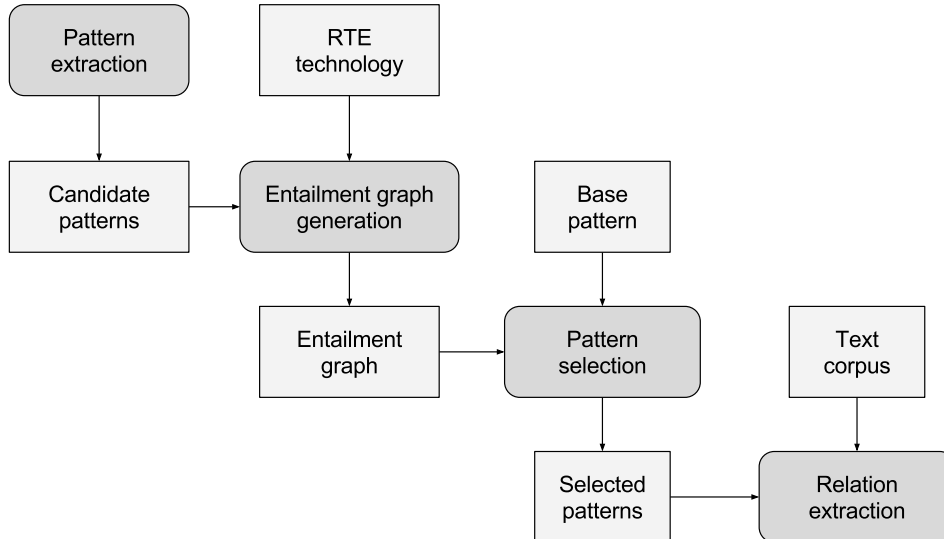 Pattern
extraction
RTE
technology
Candidate
patterns
Entailment graph
generation
Base
pattern
Entailment
graph
Pattern
selection
Text
corpus
Selected
patterns
Relation
extraction